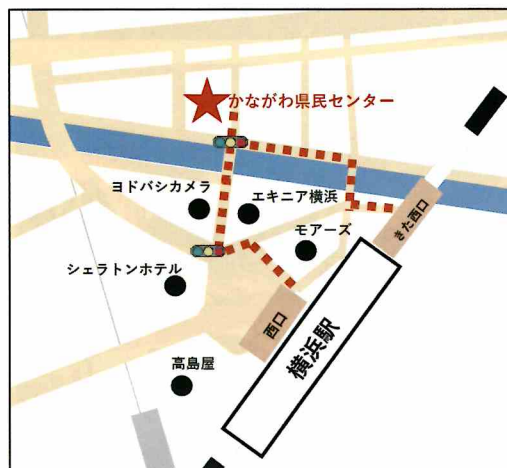 かながわ県民センター
ヨドバシカメラ
エキニア横浜
きた西口
モアーズ
シェラトンホテル
西口
横浜駅
高島屋